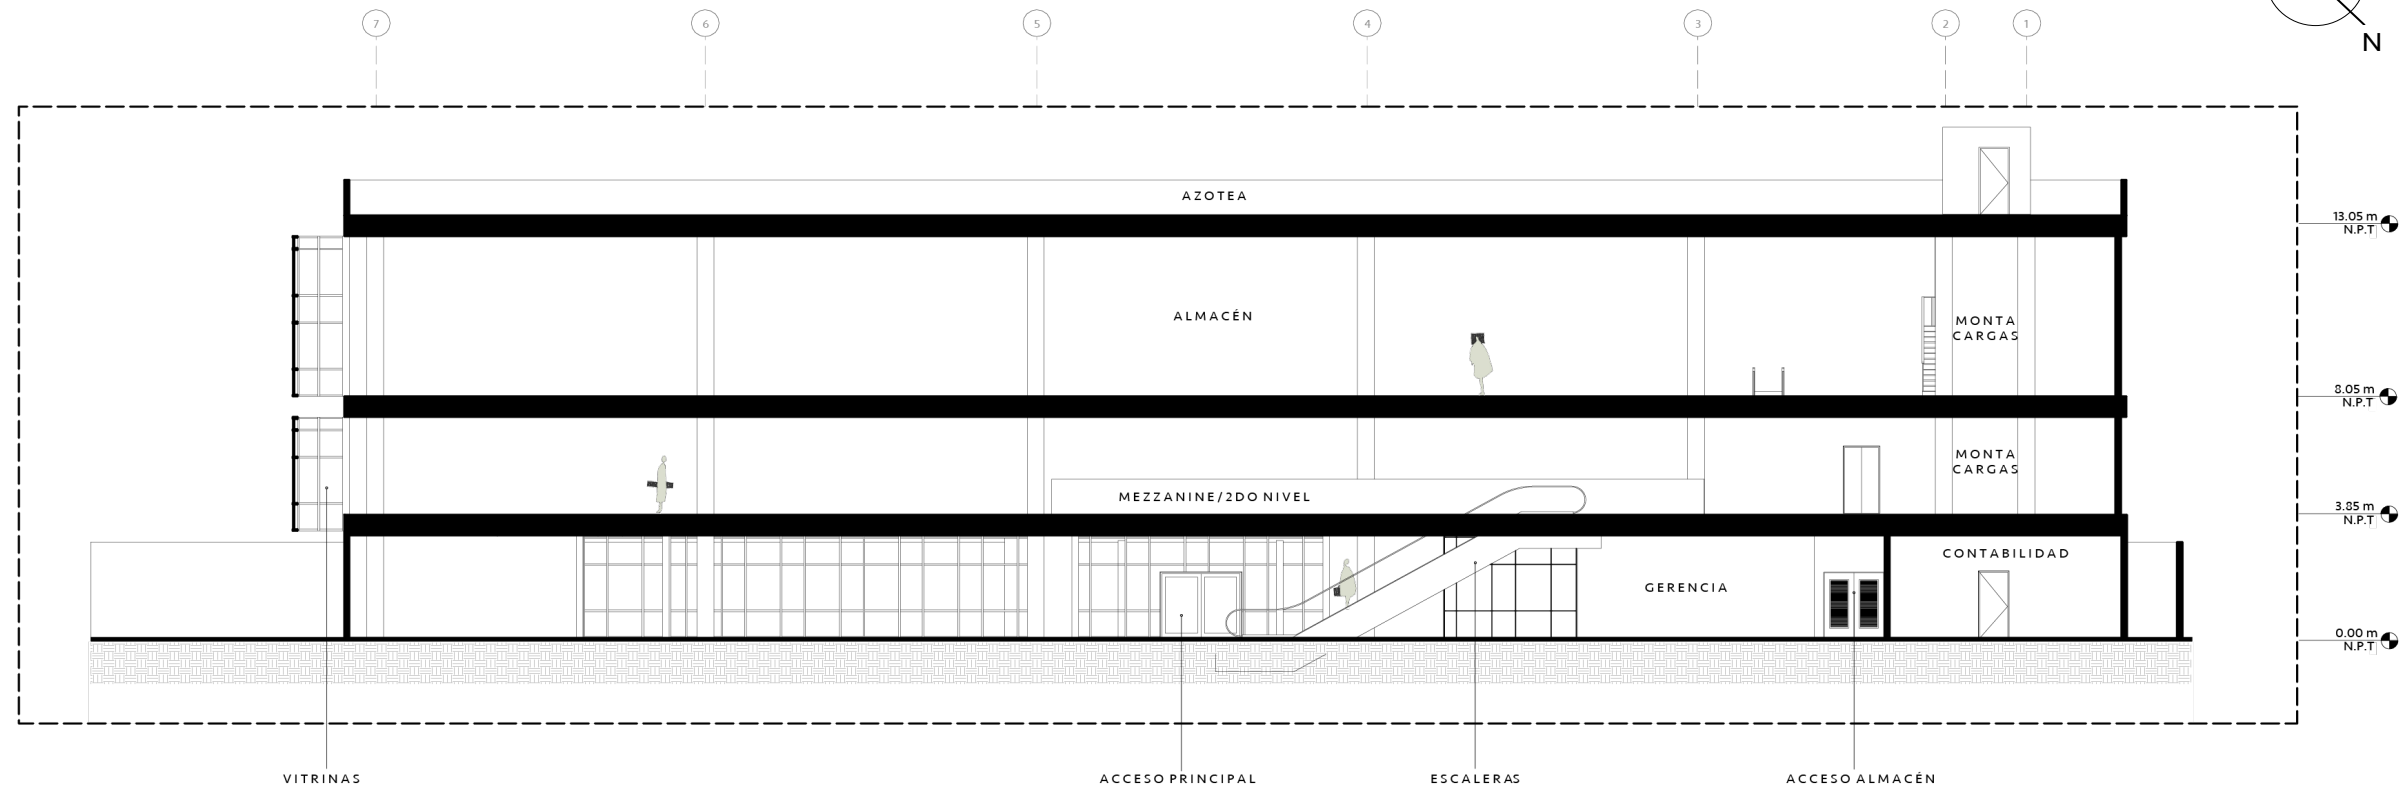 7 6 5 4 3 2 1
N
AZOTEA
13.05 m
N.P.T
ALMACÉN
MONTA
CARGAS
8.05 m
N.P.T
MONTA
CARGAS
MEZZANINE/2DO NIVEL
3.85 m
N.P.T
CONTABILIDAD
GERENCIA
0.00 m
N.P.T
VITRINAS
ACCESO PRINCIPAL
ESCALERAS
ACCESO ALMACÉN